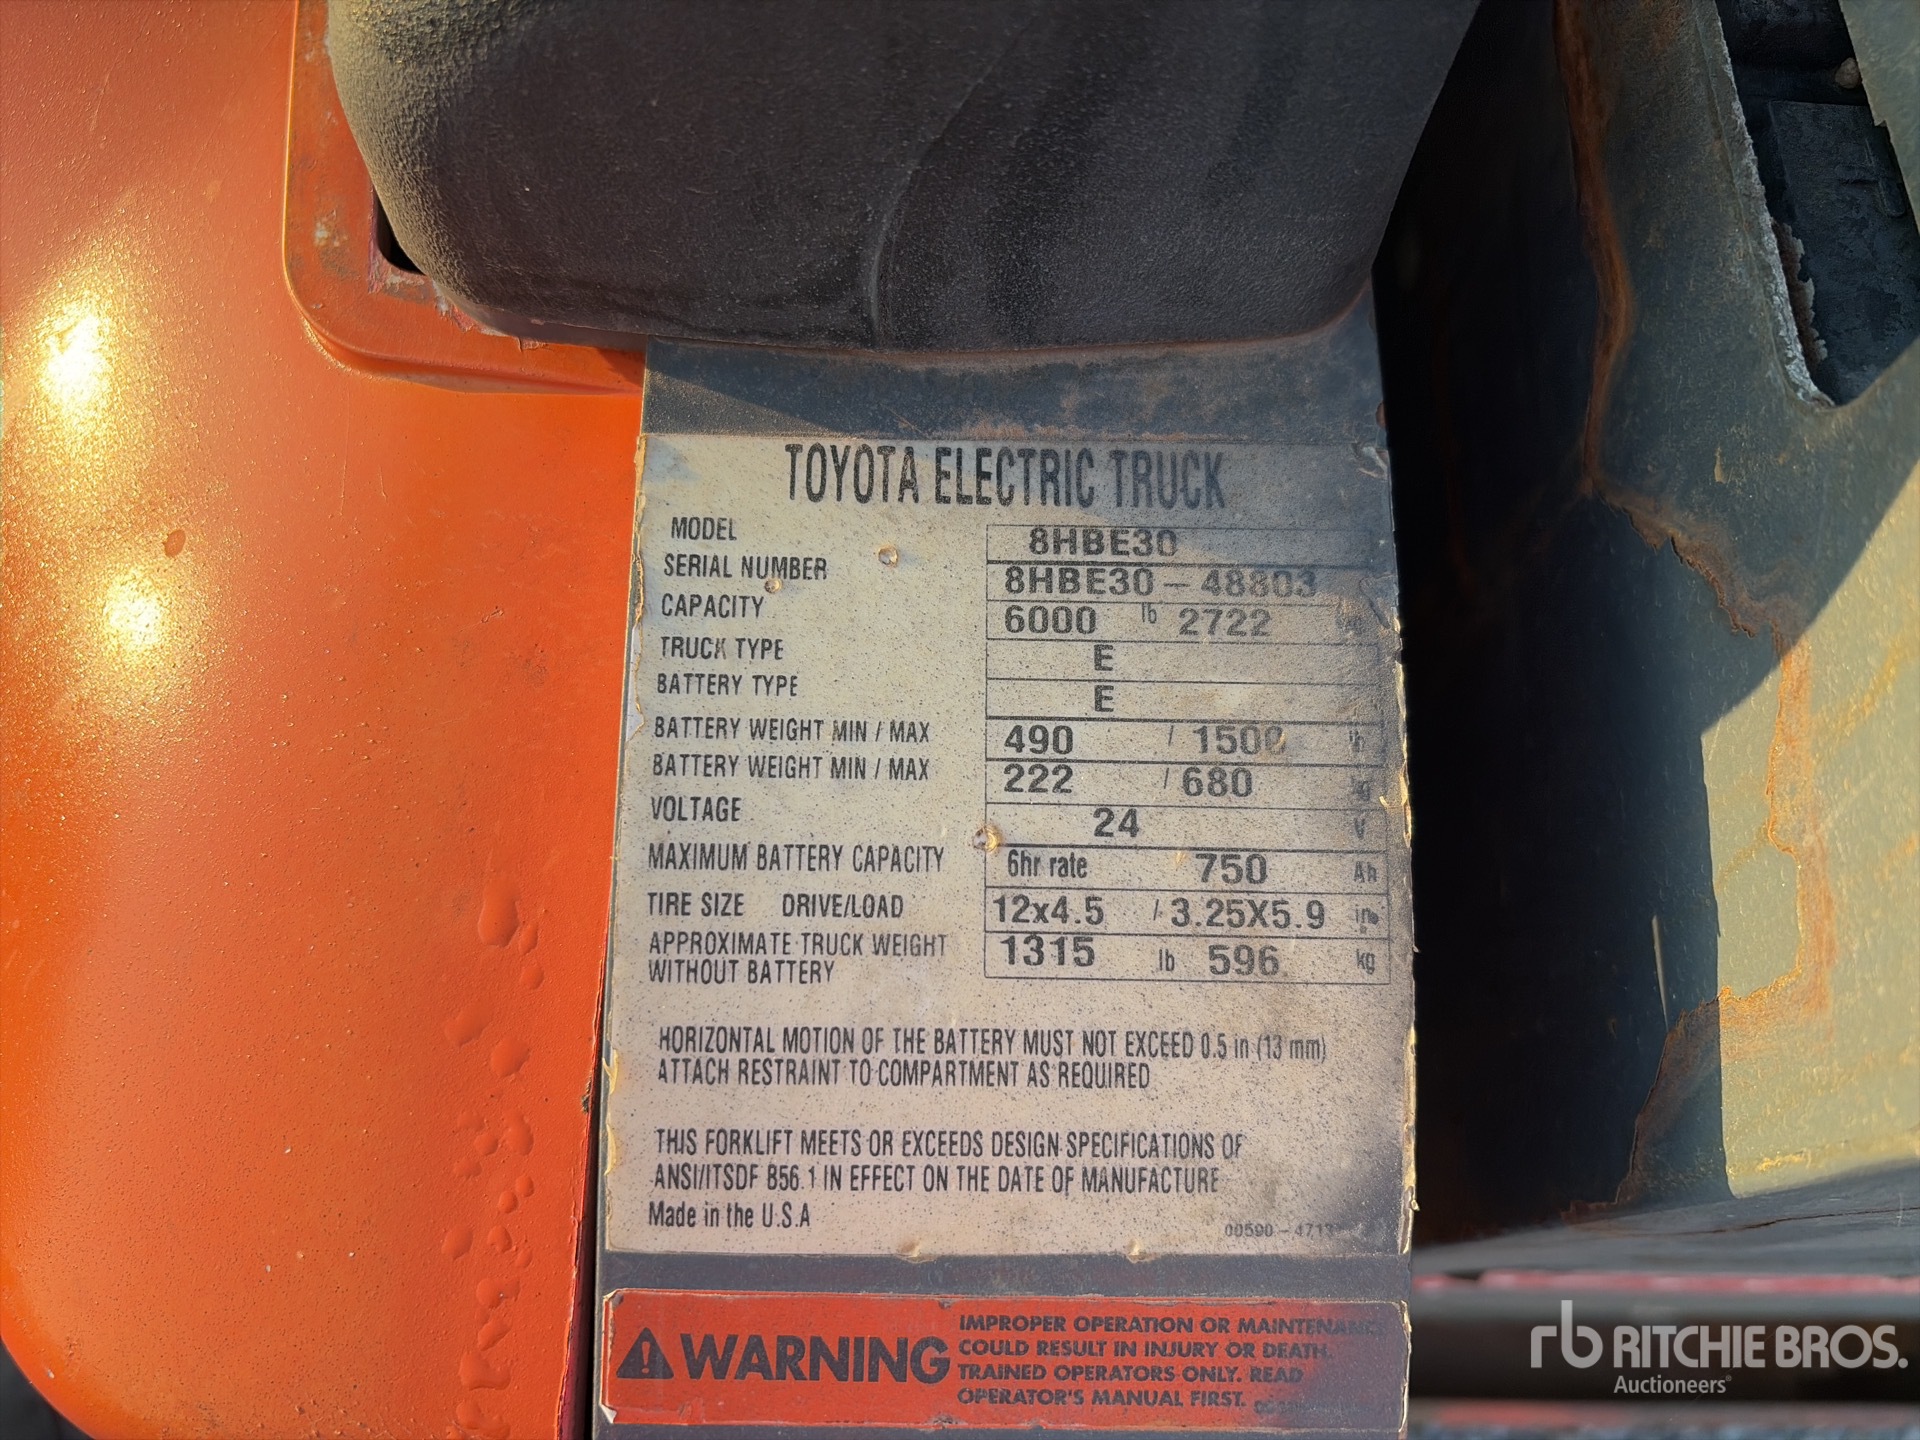 TOYOTA ELECTRIC TRUCK
MODEL 8HBE30
SERIAL NUMBER 8HBE30-48803
CAPACITY 6000 lb 2722
TRUCK TYPE E
BATTERY TYPE E
BATTERY WEIGHT MIN / MAX 490 / 1500 lb
BATTERY WEIGHT MIN / MAX 222 / 680 kg
VOLTAGE 24 V
MAXIMUM BATTERY CAPACITY 6hr rate 750 Ah
TIRE SIZE DRIVE/LOAD 12x4.5 / 3.25X5.9 in
APPROXIMATE TRUCK WEIGHT
WITHOUT BATTERY 1315 lb 596 kg
HORIZONTAL MOTION OF THE BATTERY MUST NOT EXCEED 0.5 in (13 mm)
ATTACH RESTRAINT TO COMPARTMENT AS REQUIRED
THIS FORKLIFT MEETS OR EXCEEDS DESIGN SPECIFICATIONS OF
ANSI/ITSDF B56.1 IN EFFECT ON THE DATE OF MANUFACTURE
Made in the U.S.A
WARNING
IMPROPER OPERATION OR MAINTENANCE
COULD RESULT IN INJURY OR DEATH.
TRAINED OPERATORS ONLY. READ
OPERATOR'S MANUAL FIRST.
rb RITCHIE BROS.
Auctioneers